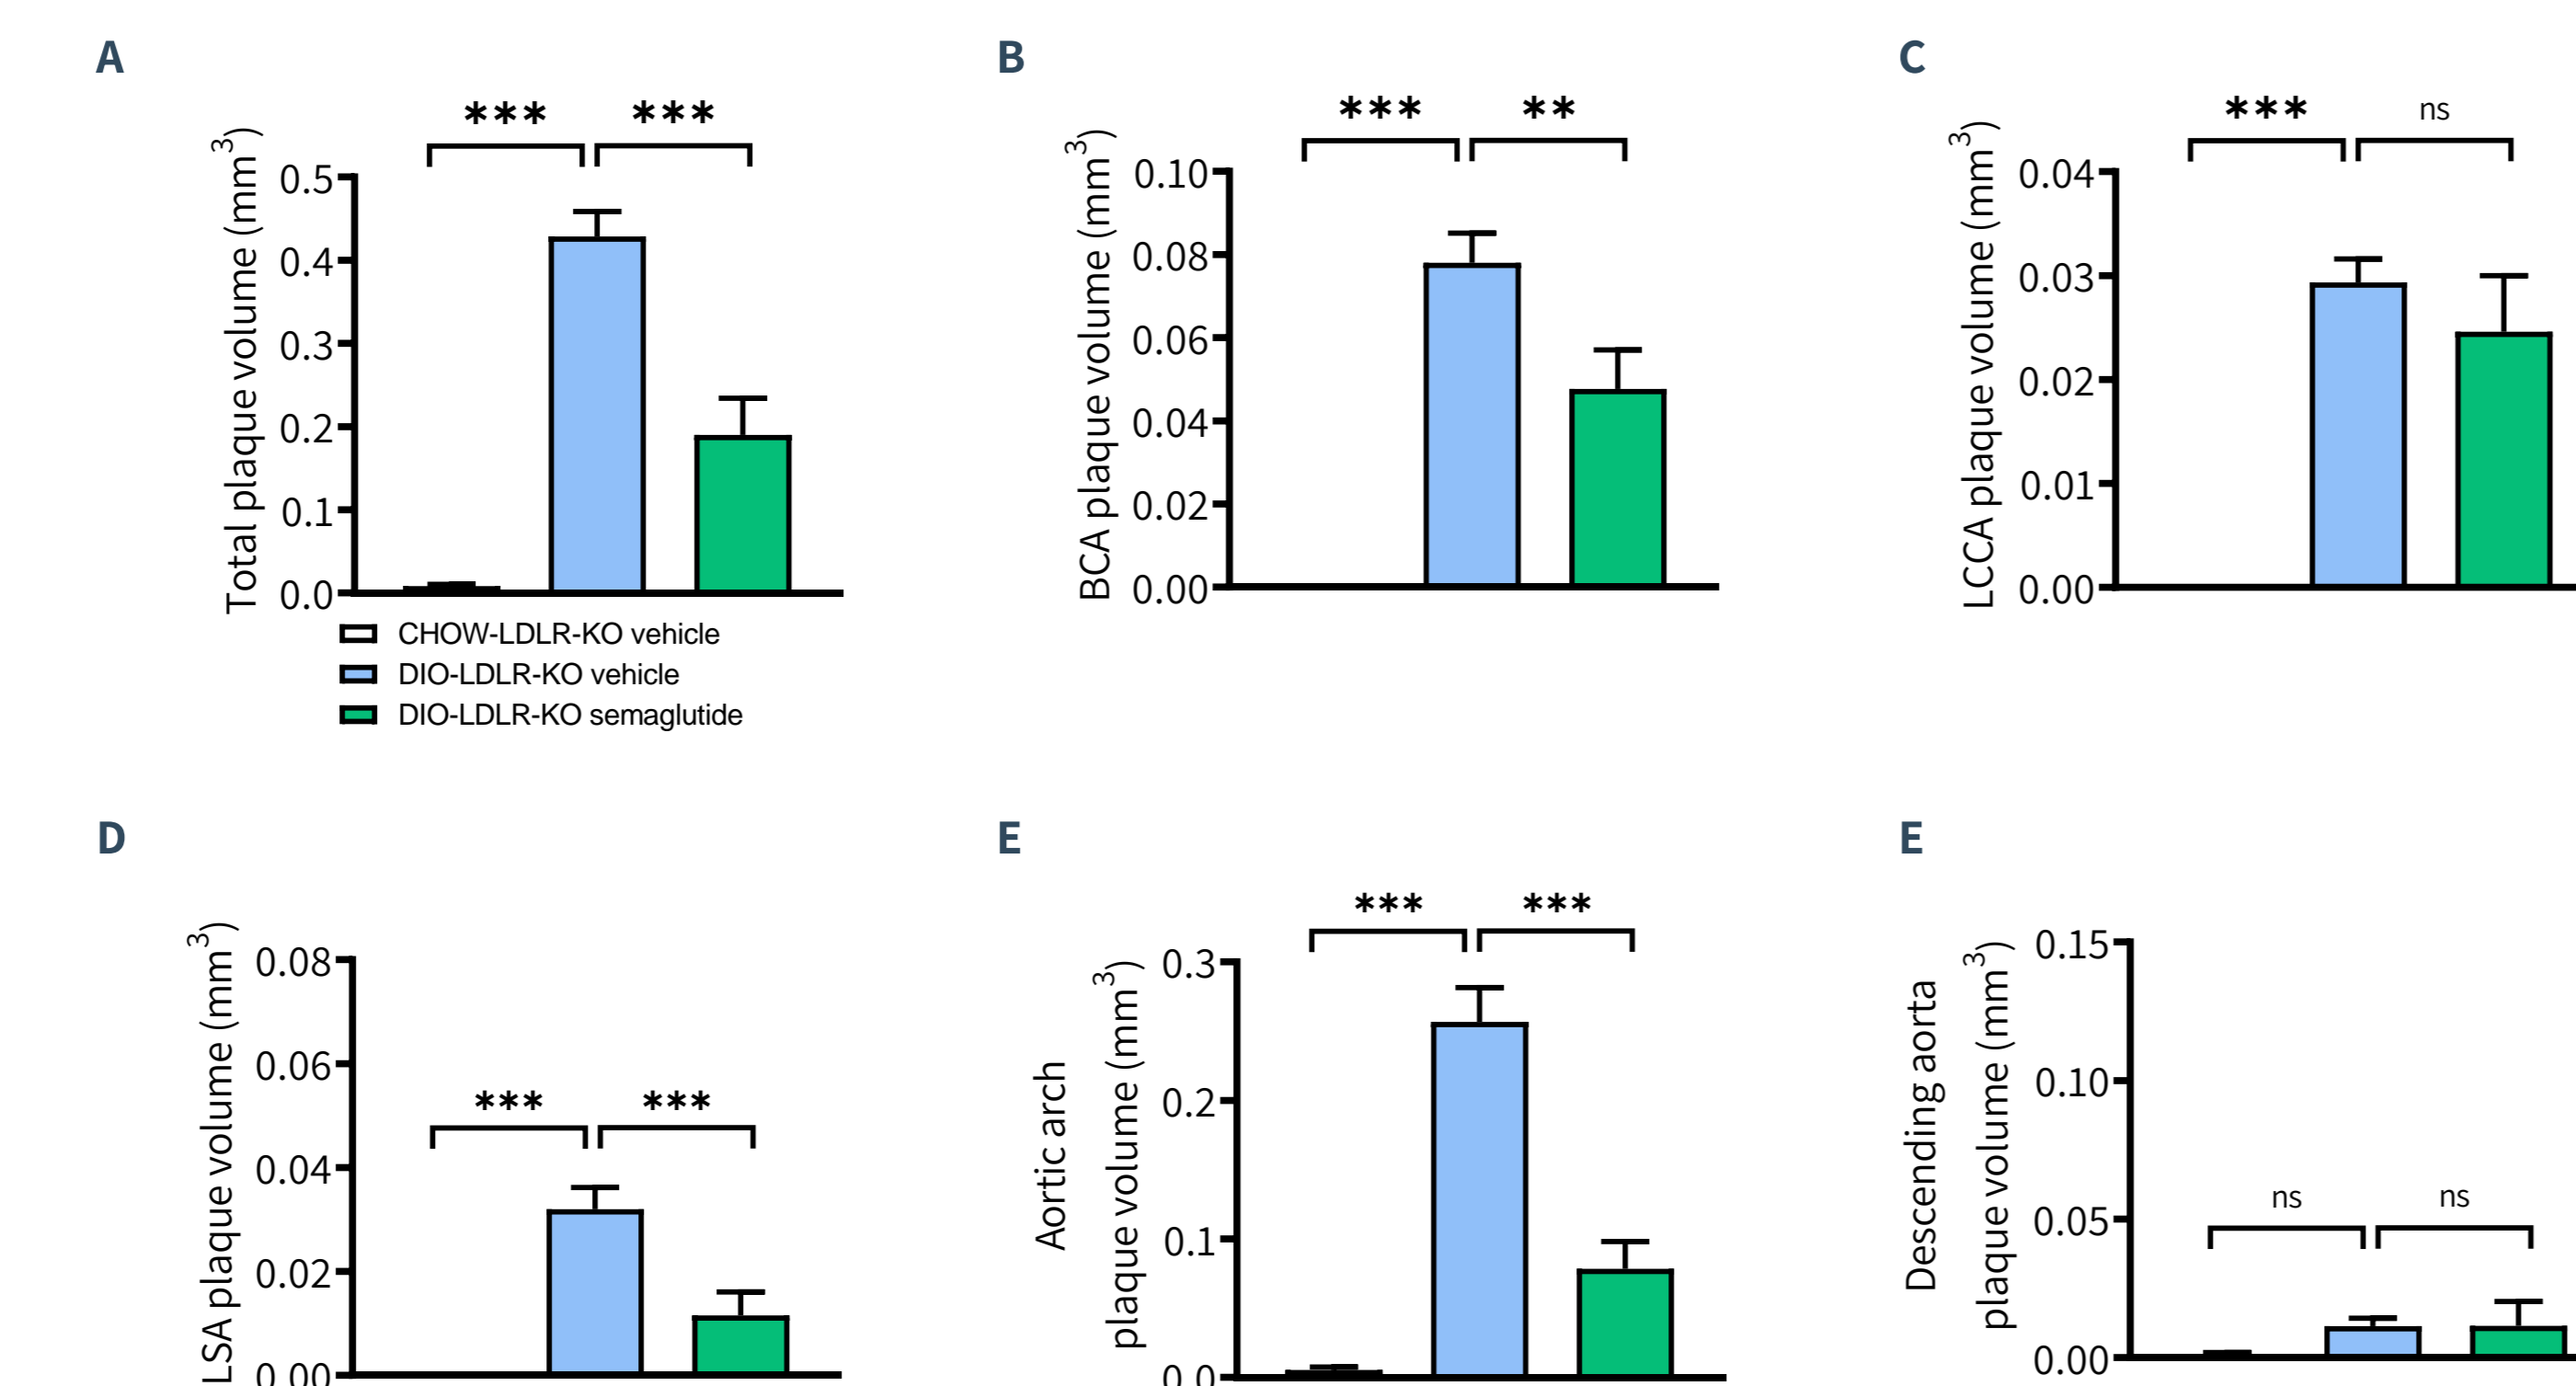 A
*** ***
Total plaque volume (mm³)
0.5
0.4
0.3
0.2
0.1
0.0
CHOW-LDLR-KO vehicle
DIO-LDLR-KO vehicle
DIO-LDLR-KO semaglutide
B
*** **
BCA plaque volume (mm³)
0.10
0.08
0.06
0.04
0.02
0.00
C
*** ns
LCCA plaque volume (mm³)
0.04
0.03
0.02
0.01
0.00
D
*** ***
LSA plaque volume (mm³)
0.08
0.06
0.04
0.02
0.00
E
*** ***
Aortic arch
plaque volume (mm³)
0.3
0.2
0.1
0.0
E
ns ns
Descending aorta
plaque volume (mm³)
0.15
0.10
0.05
0.00